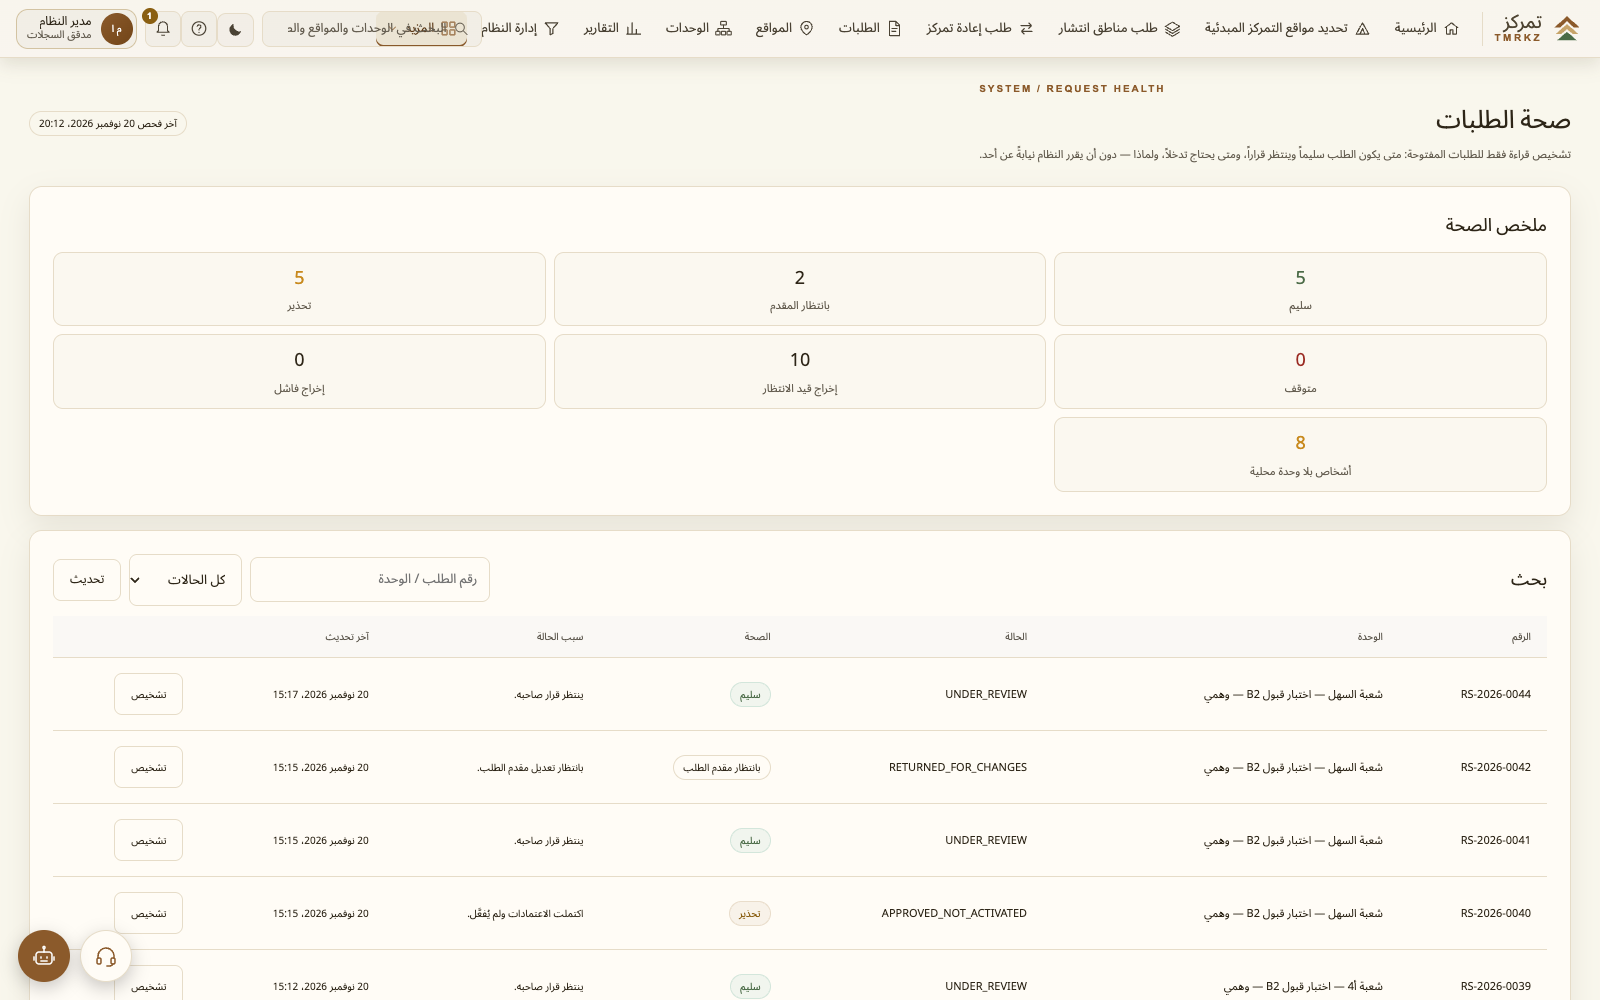 تمركز
TMRKZ
الرئيسية
تحديد مواقع التمركز المبدئية
طلب مناطق انتشار
طلب إعادة تمركز
الطلبات
المواقع
الوحدات
التقارير
إدارة النظام
في الوحدات والمواقع والم
1
م ا
مدير النظام
مدقق السجلات
SYSTEM / REQUEST HEALTH
صحة الطلبات
تشخيص قراءة فقط للطلبات المفتوحة: متى يكون الطلب سليماً وينتظر قراراً، ومتى يحتاج تدخلاً، ولماذا — دون أن يقرر النظام نيابةً عن أحد.
آخر فحص 20 نوفمبر 2026، 20:12
ملخص الصحة
5
سليم
2
بانتظار المقدم
5
تحذير
0
متوقف
10
إخراج قيد الانتظار
0
إخراج فاشل
8
أشخاص بلا وحدة محلية
بحث
رقم الطلب / الوحدة
كل الحالات
تحديث
الرقم الوحدة الحالة الصحة سبب الحالة آخر تحديث
RS-2026-0044 شعبة السهل — اختبار قبول B2 — وهمي UNDER_REVIEW سليم ينتظر قرار صاحبه. 20 نوفمبر 2026، 15:17 تشخيص
RS-2026-0042 شعبة السهل — اختبار قبول B2 — وهمي RETURNED_FOR_CHANGES بانتظار مقدم الطلب بانتظار تعديل مقدم الطلب. 20 نوفمبر 2026، 15:15 تشخيص
RS-2026-0041 شعبة السهل — اختبار قبول B2 — وهمي UNDER_REVIEW سليم ينتظر قرار صاحبه. 20 نوفمبر 2026، 15:15 تشخيص
RS-2026-0040 شعبة السهل — اختبار قبول B2 — وهمي APPROVED_NOT_ACTIVATED تحذير اكتملت الاعتمادات ولم يُفعَّل. 20 نوفمبر 2026، 15:15 تشخيص
RS-2026-0039 شعبة أ4 — اختبار قبول B2 — وهمي UNDER_REVIEW سليم ينتظر قرار صاحبه. 20 نوفمبر 2026، 15:12 تشخيص